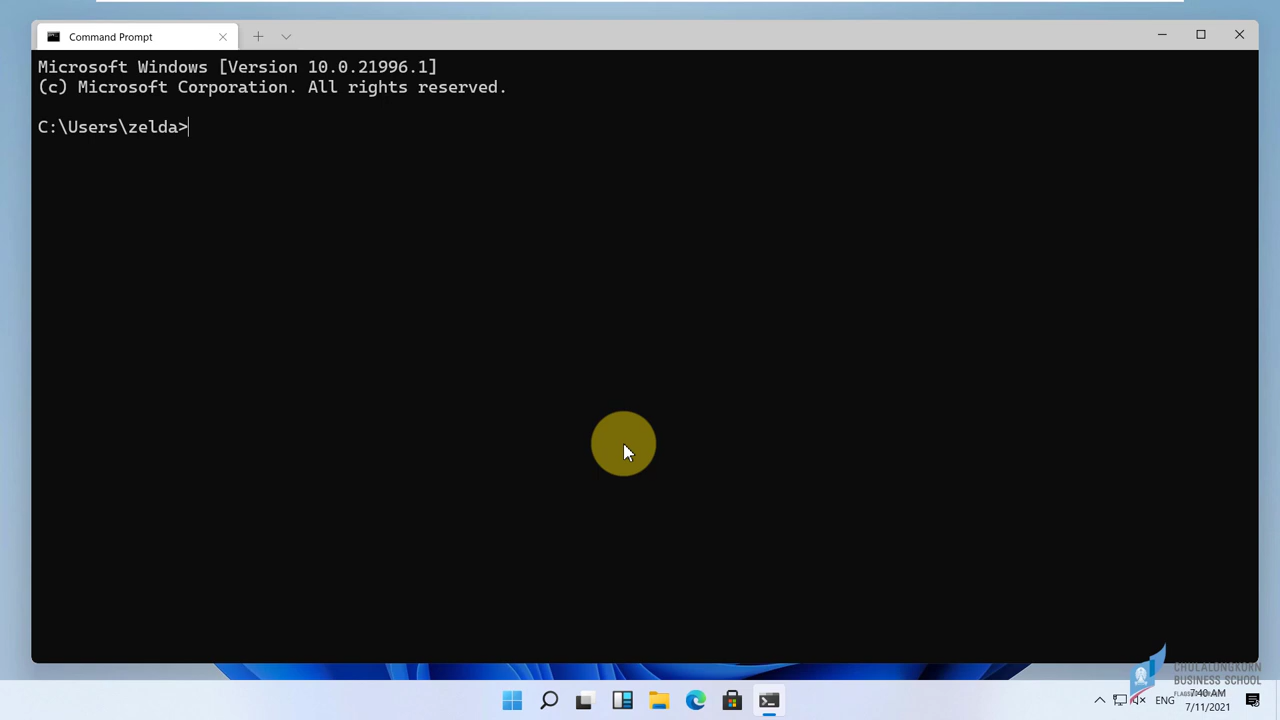 Command Prompt
Microsoft Windows [Version 10.0.21996.1]
(c) Microsoft Corporation. All rights reserved.
C:\Users\zelda>
CHULALONGKORN
BUSINESS SCHOOL
7:40 AM
ENG
7/11/2021